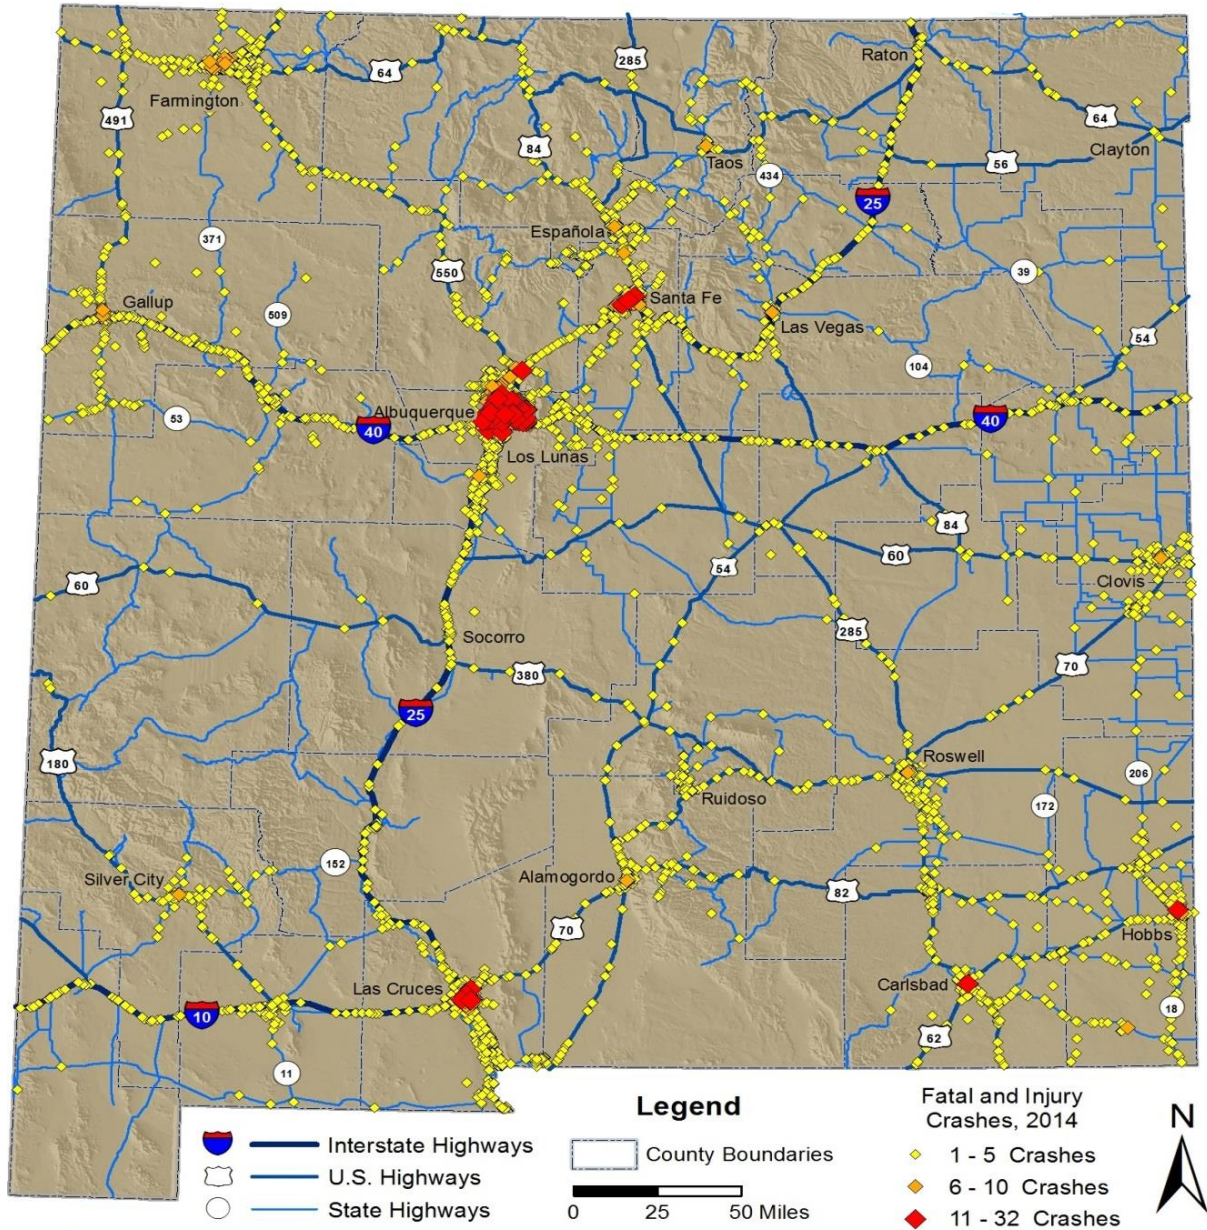 Raton
285
64
Farmington
491
64
Clayton
84
Taos
56
434
25
371
Española
550
39
Gallup
Santa Fe
509
Las Vegas
54
104
Albuquerque
53
40
40
Los Lunas
84
60
54
Clovis
60
285
Socorro
380
70
25
180
Roswell
206
Ruidoso
172
152
Silver City
Alamogordo
82
70
Hobbs
Las Cruces
Carlsbad
10
18
62
11
Legend
Fatal and Injury
Crashes, 2014
N
Interstate Highways
County Boundaries
1 - 5 Crashes
U.S. Highways
6 - 10 Crashes
State Highways
0 25 50 Miles
11 - 32 Crashes